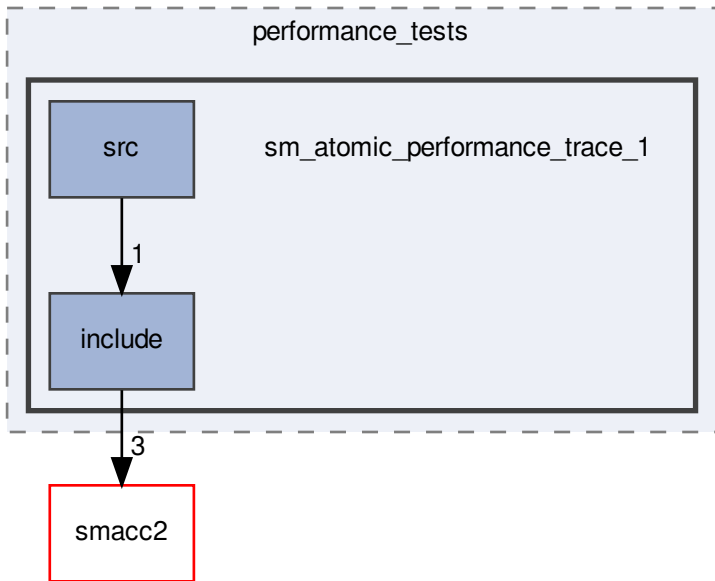 performance_tests
src
sm_atomic_performance_trace_1
1
include
3
smacc2